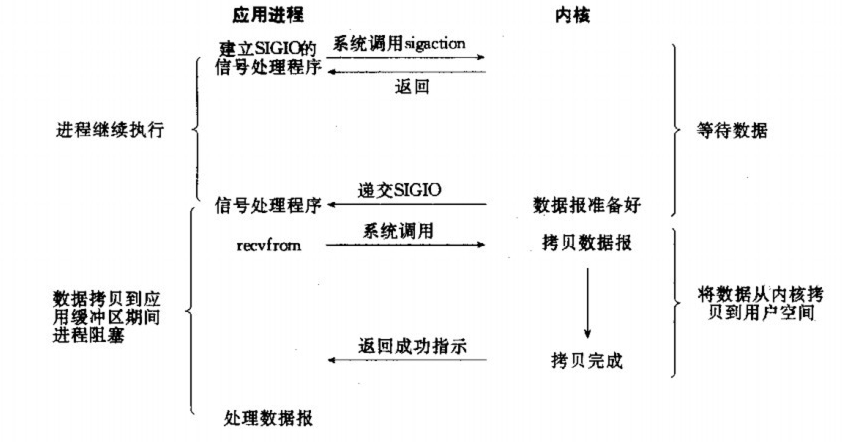 应用进程
内核
建立SIGIO的
信号处理程序
系统调用sigaction
返回
进程继续执行
等待数据
递交SIGIO
信号处理程序
数据报准备好
系统调用
recvfrom
拷贝数据报
数据拷贝到应
用缓冲区期间
进程阻塞
将数据从内核拷
贝到用户空间
返回成功指示
拷贝完成
处理数据报